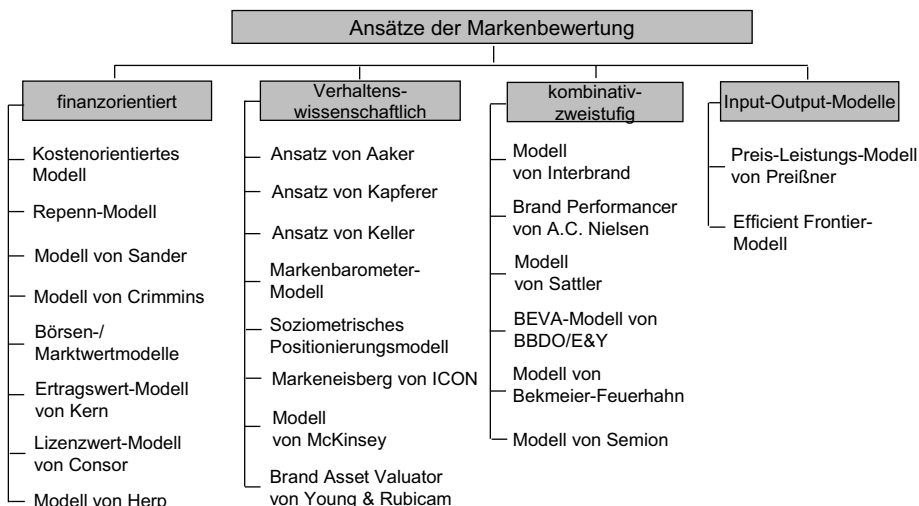 Ansätze der Markenbewertung
finanzorientiert
Kostenorientiertes
Modell
Repenn-Modell
Modell von Sander
Modell von Crimmins
Börsen-/
Marktwertmodelle
Ertragswert-Modell
von Kern
Lizenzwert-Modell
von Consor
Modell von Herp
Verhaltens-
wissenschaftlich
Ansatz von Aaker
Ansatz von Kapferer
Ansatz von Keller
Markenbarometer-
Modell
Soziometrisches
Positionierungsmodell
Markeneisberg von ICON
Modell
von McKinsey
Brand Asset Valuator
von Young & Rubicam
kombinativ-
zweistufig
Modell
von Interbrand
Brand Performancer
von A.C. Nielsen
Modell
von Sattler
BEVA-Modell von
BBDO/E&Y
Modell von
Bekmeier-Feuerhahn
Modell von Semion
Input-Output-Modelle
Preis-Leistungs-Modell
von Preißner
Efficient Frontier-
Modell